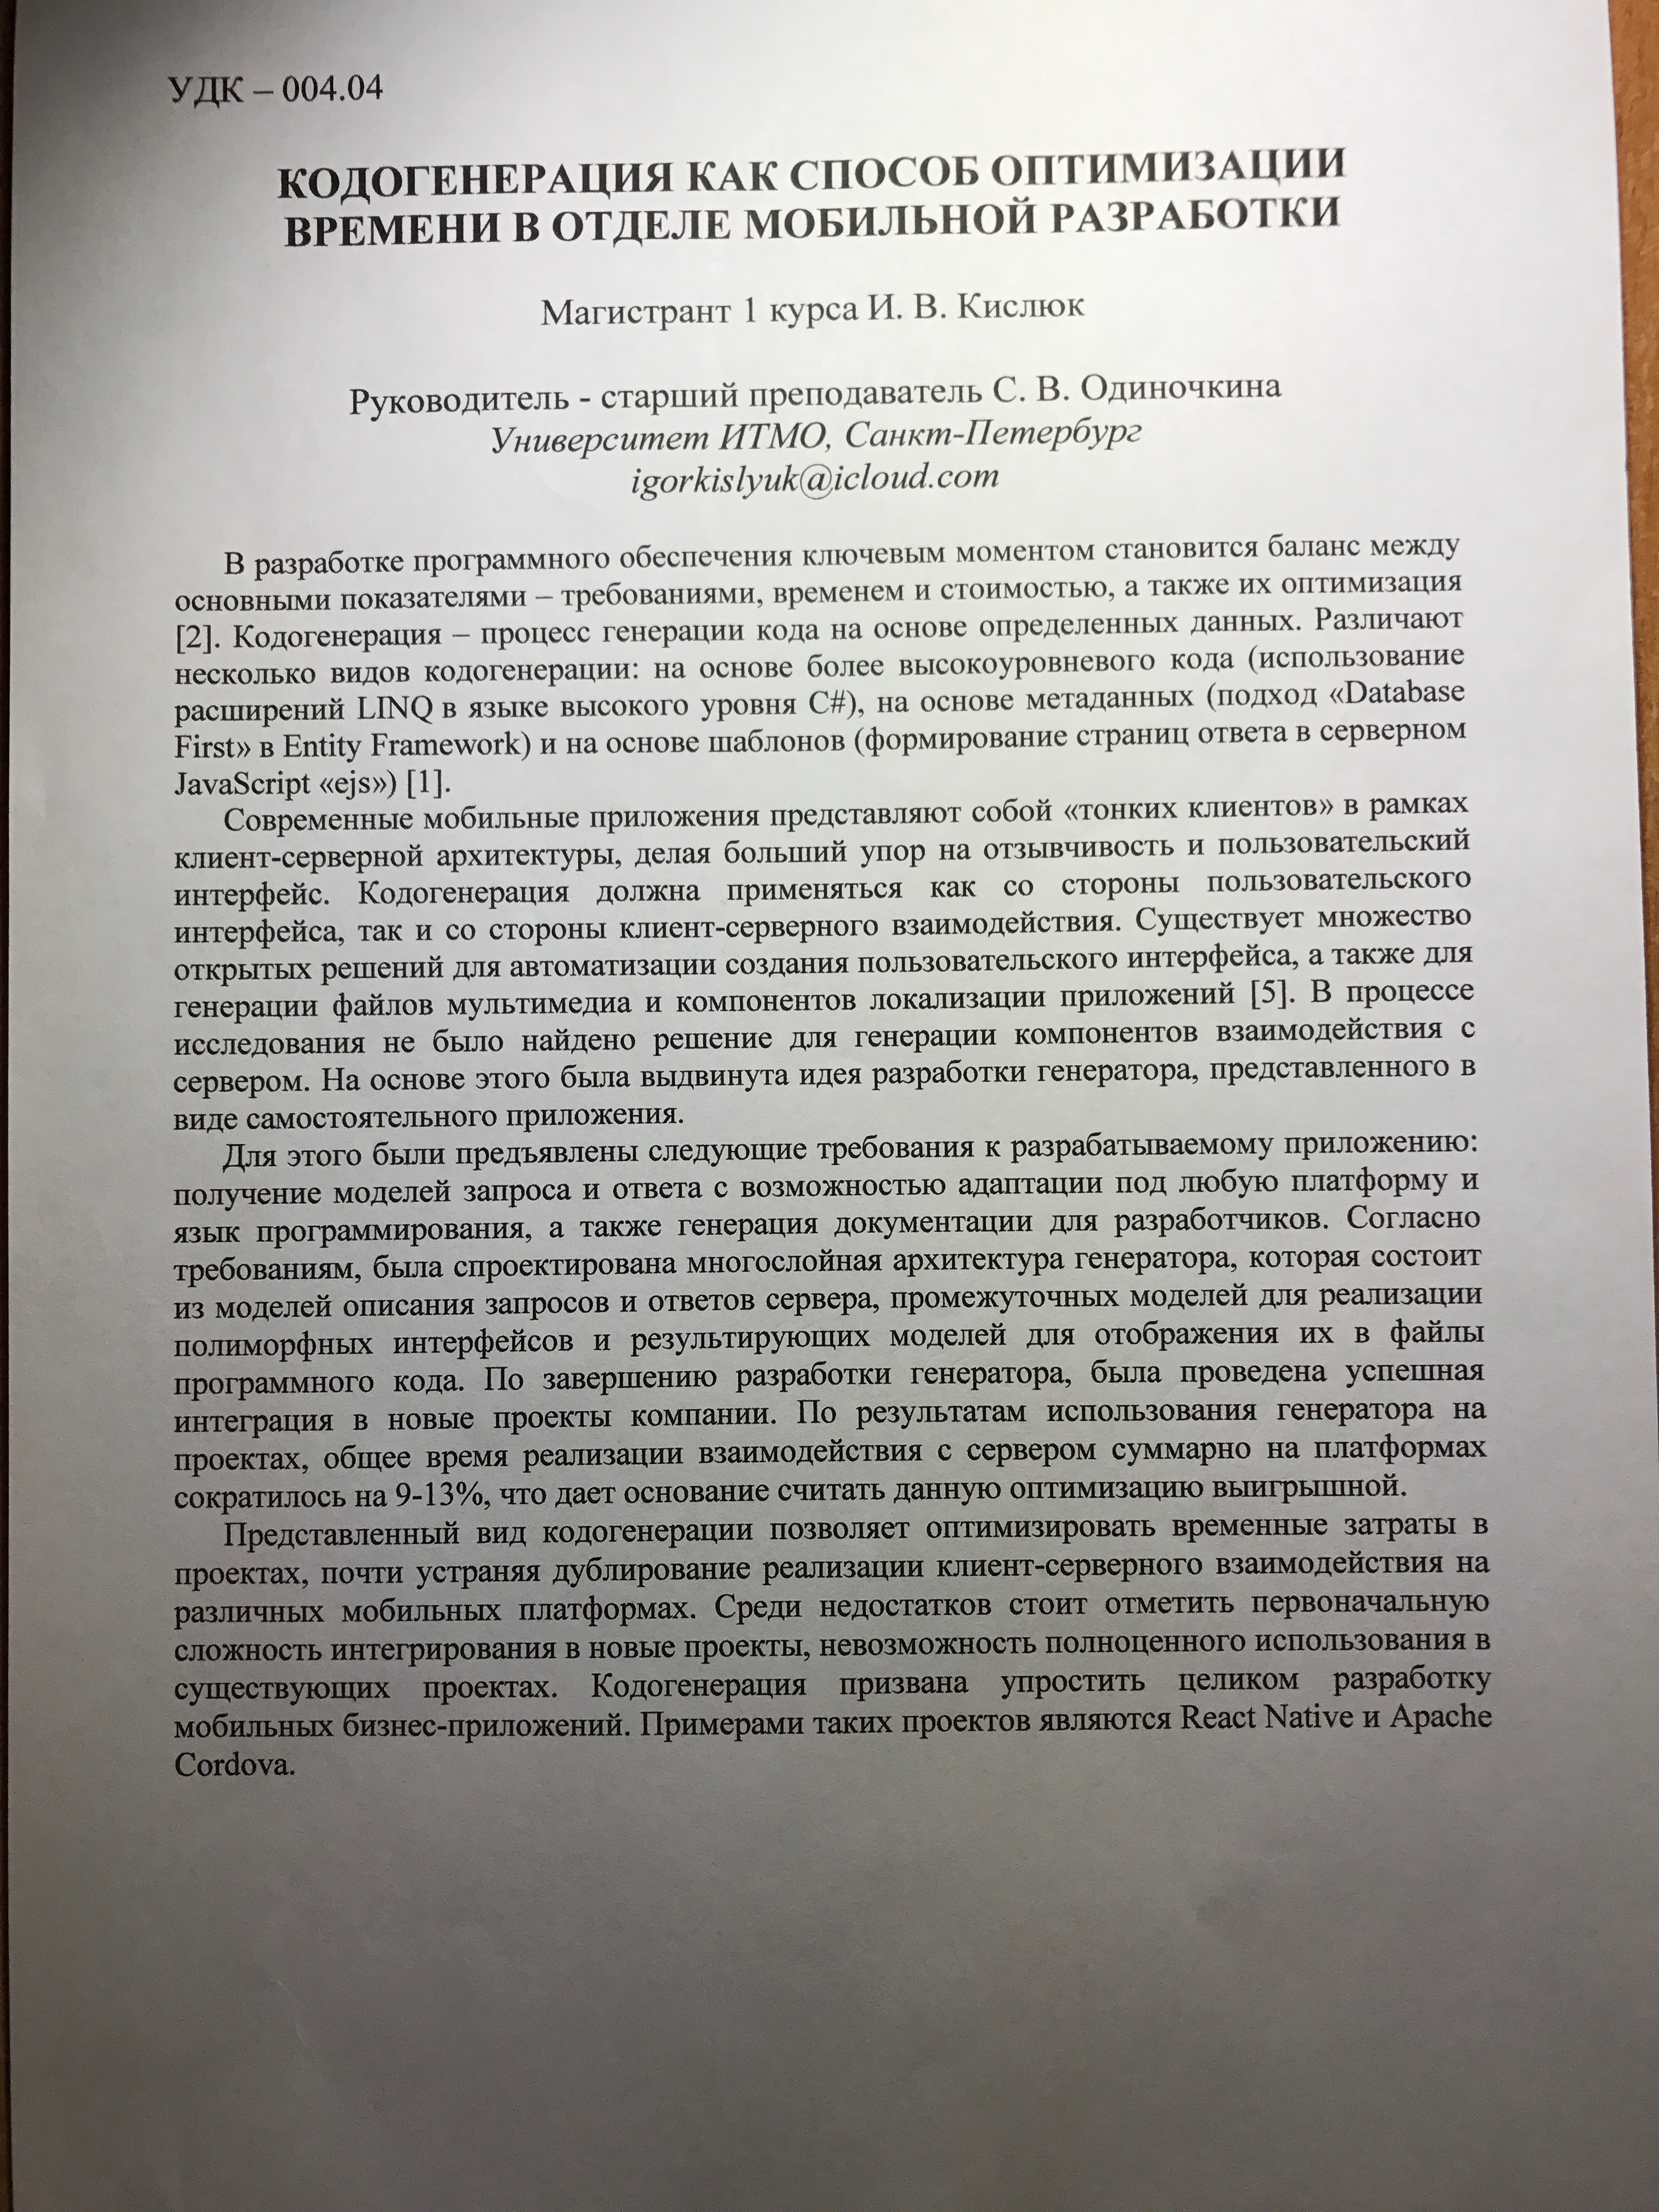 УДК – 004.04
КОДОГЕНЕРАЦИЯ КАК СПОСОБ ОПТИМИЗАЦИИ
ВРЕМЕНИ В ОТДЕЛЕ МОБИЛЬНОЙ РАЗРАБОТКИ
Магистрант 1 курса И. В. Кислюк
Руководитель - старший преподаватель С. В. Одиночкина
Университет ИТМО, Санкт-Петербург
igorkislyuk@icloud.com
В разработке программного обеспечения ключевым моментом становится баланс между
основными показателями – требованиями, временем и стоимостью, а также их оптимизация
[2]. Кодогенерация – процесс генерации кода на основе определенных данных. Различают
несколько видов кодогенерации: на основе более высокоуровневого кода (использование
расширений LINQ в языке высокого уровня C#), на основе метаданных (подход «Database
First» в Entity Framework) и на основе шаблонов (формирование страниц ответа в серверном
JavaScript «ejs») [1].
Современные мобильные приложения представляют собой «тонких клиентов» в рамках
клиент-серверной архитектуры, делая больший упор на отзывчивость и пользовательский
интерфейс. Кодогенерация должна применяться как со стороны пользовательского
интерфейса, так и со стороны клиент-серверного взаимодействия. Существует множество
открытых решений для автоматизации создания пользовательского интерфейса, а также для
генерации файлов мультимедиа и компонентов локализации приложений [5]. В процессе
исследования не было найдено решение для генерации компонентов взаимодействия с
сервером. На основе этого была выдвинута идея разработки генератора, представленного в
виде самостоятельного приложения.
Для этого были предъявлены следующие требования к разрабатываемому приложению:
получение моделей запроса и ответа с возможностью адаптации под любую платформу и
язык программирования, а также генерация документации для разработчиков. Согласно
требованиям, была спроектирована многослойная архитектура генератора, которая состоит
из моделей описания запросов и ответов сервера, промежуточных моделей для реализации
полиморфных интерфейсов и результирующих моделей для отображения их в файлы
программного кода. По завершению разработки генератора, была проведена успешная
интеграция в новые проекты компании. По результатам использования генератора на
проектах, общее время реализации взаимодействия с сервером суммарно на платформах
сократилось на 9-13%, что дает основание считать данную оптимизацию выигрышной.
Представленный вид кодогенерации позволяет оптимизировать временные затраты в
проектах, почти устраняя дублирование реализации клиент-серверного взаимодействия на
различных мобильных платформах. Среди недостатков стоит отметить первоначальную
сложность интегрирования в новые проекты, невозможность полноценного использования в
существующих проектах. Кодогенерация призвана упростить целиком разработку
мобильных бизнес-приложений. Примерами таких проектов являются React Native и Apache
Cordova.